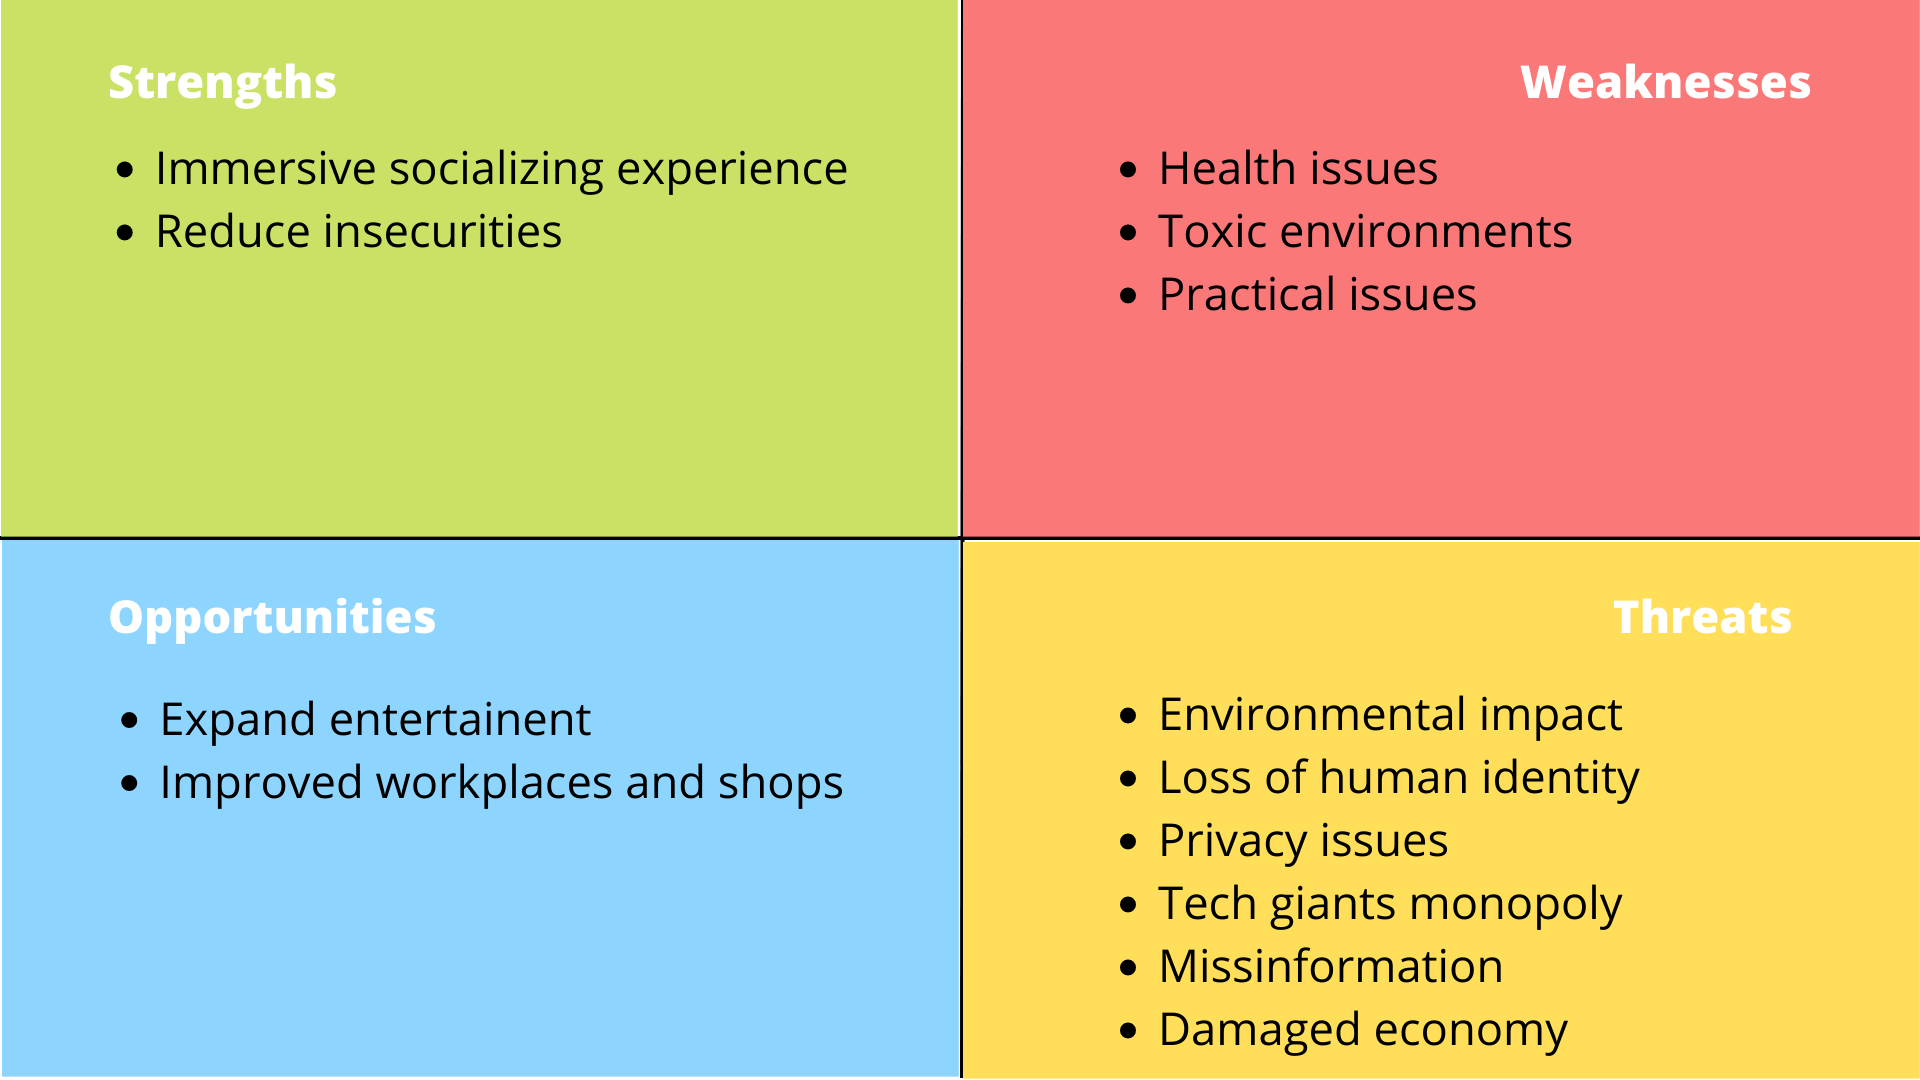 Strengths
• Immersive socializing experience
• Reduce insecurities
Weaknesses
• Health issues
• Toxic environments
• Practical issues
Opportunities
• Expand entertainent
• Improved workplaces and shops
Threats
• Environmental impact
• Loss of human identity
• Privacy issues
• Tech giants monopoly
• Missinformation
• Damaged economy